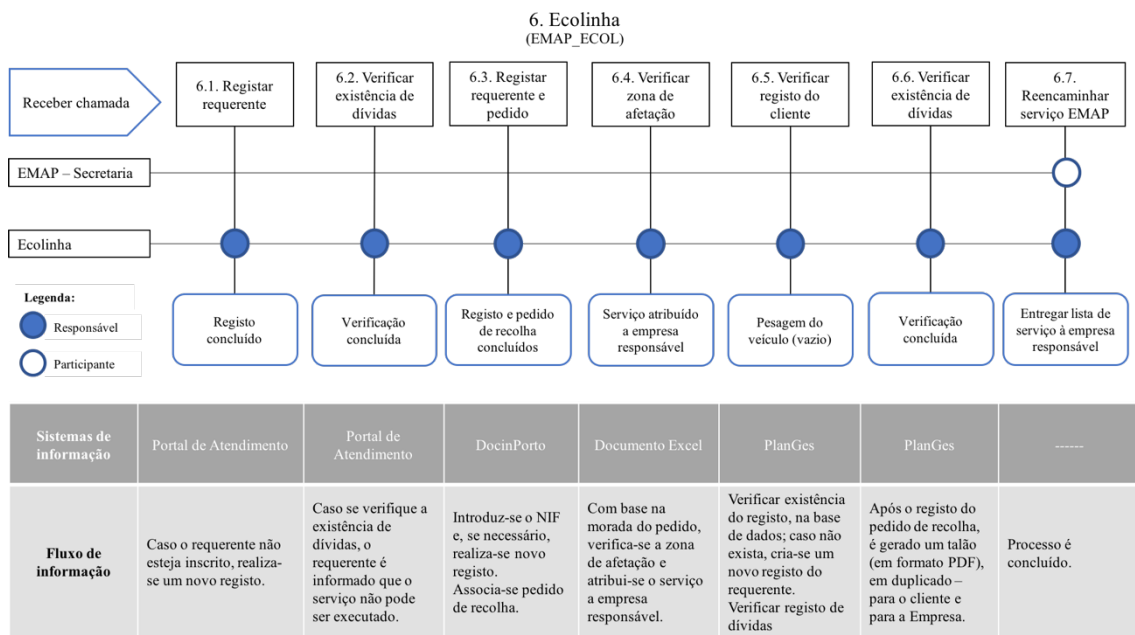 6. Ecolinha
(EMAP_ECOL)
Receber chamada
6.1. Registar
requerente
6.2. Verificar
existência de
dívidas
6.3. Registar
requerente e
pedido
6.4. Verificar
zona de
afetação
6.5. Verificar
registo do
cliente
6.6. Verificar
existência de
dívidas
6.7.
Reencaminhar
serviço EMAP
EMAP – Secretaria
Ecolinha
Legenda:
Responsável
Participante
Registo
concluído
Verificação
concluída
Registo e pedido
de recolha
concluídos
Serviço atribuído
a empresa
responsável
Pesagem do
veículo (vazio)
Verificação
concluída
Entregar lista de
serviço à empresa
responsável
Sistemas de
informação
Portal de Atendimento
Portal de
Atendimento
DocinPorto
Documento Excel
PlanGes
PlanGes
------
Fluxo de
informação
Caso o requerente não
esteja inscrito, realiza-
se um novo registo.
Caso se verifique a
existência de
dívidas, o
requerente é
informado que o
serviço não pode
ser executado.
Introduz-se o NIF
e, se necessário,
realiza-se novo
registo.
Associa-se pedido
de recolha.
Com base na
morada do pedido,
verifica-se a zona
de afetação e
atribui-se o serviço
a empresa
responsável.
Verificar existência
do registo, na base
de dados; caso não
exista, cria-se um
novo registo do
requerente.
Verificar registo de
dívidas
Após o registo do
pedido de recolha,
é gerado um talão
(em formato PDF),
em duplicado –
para o cliente e
para a Empresa.
Processo é
concluído.